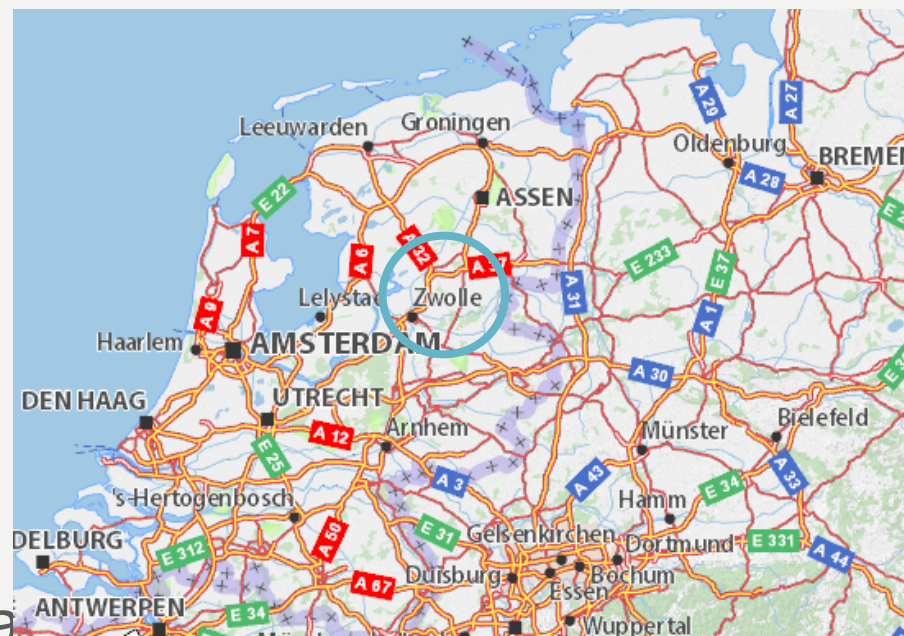 A 29
A 27
Leeuwarden
Groningen
Oldenburg
BREMEN
A 28
E 22
ASSEN
A 7
A 6
E 233
E 37
A 31
Lelystad
Zwolle
A 9
A 1
Haarlem
AMSTERDAM
A 30
DEN HAAG
UTRECHT
A 12
Arnhem
Münster
Bielefeld
E 25
A 3
A 43
A 33
E 34
's-Hertogenbosch
Hamm
A 50
E 31
Gelsenkirchen
DELBURG
E 312
Dortmund
E 331
A 44
Duisburg
Bochum
A 67
Essen
a
ANTWERPEN
E 34
Wuppertal